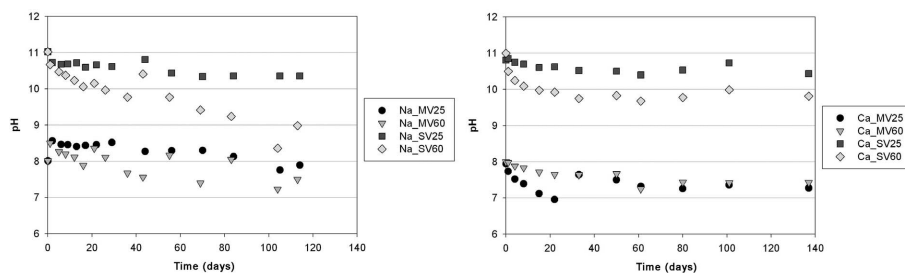 12
11
10
9
8
7
6
pH
0 20 40 60 80 100 120 140
Time (days)
Na_MV25
Na_MV60
Na_SV25
Na_SV60
12
11
10
9
8
7
6
pH
0 20 40 60 80 100 120 140
Time (days)
Ca_MV25
Ca_MV60
Ca_SV25
Ca_SV60